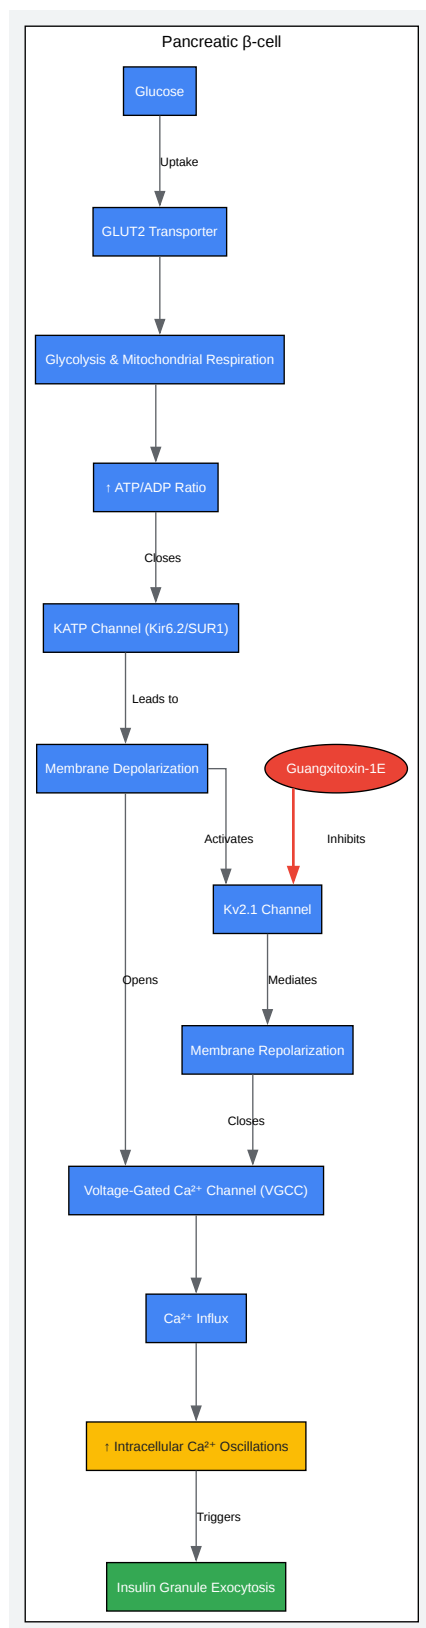 Pancreatic β-cell
Glucose
Uptake
GLUT2 Transporter
Glycolysis & Mitochondrial Respiration
↑ ATP/ADP Ratio
Closes
KATP Channel (Kir6.2/SUR1)
Leads to
Membrane Depolarization
Guangxitoxin-1E
Activates
Inhibits
Kv2.1 Channel
Opens
Mediates
Membrane Repolarization
Closes
Voltage-Gated Ca²⁺ Channel (VGCC)
Ca²⁺ Influx
↑ Intracellular Ca²⁺ Oscillations
Triggers
Insulin Granule Exocytosis